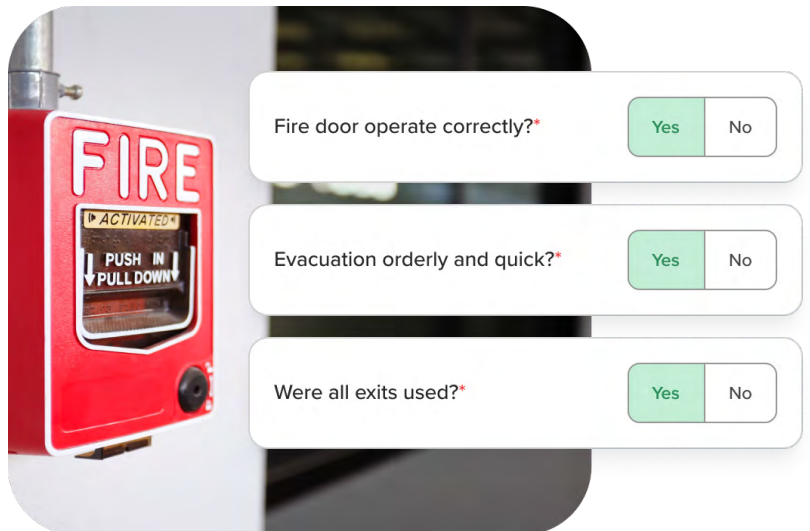 FIRE
ACTIVATED
PUSH IN
PULL DOWN
Fire door operate correctly?*
Yes No
Evacuation orderly and quick?*
Yes No
Were all exits used?*
Yes No